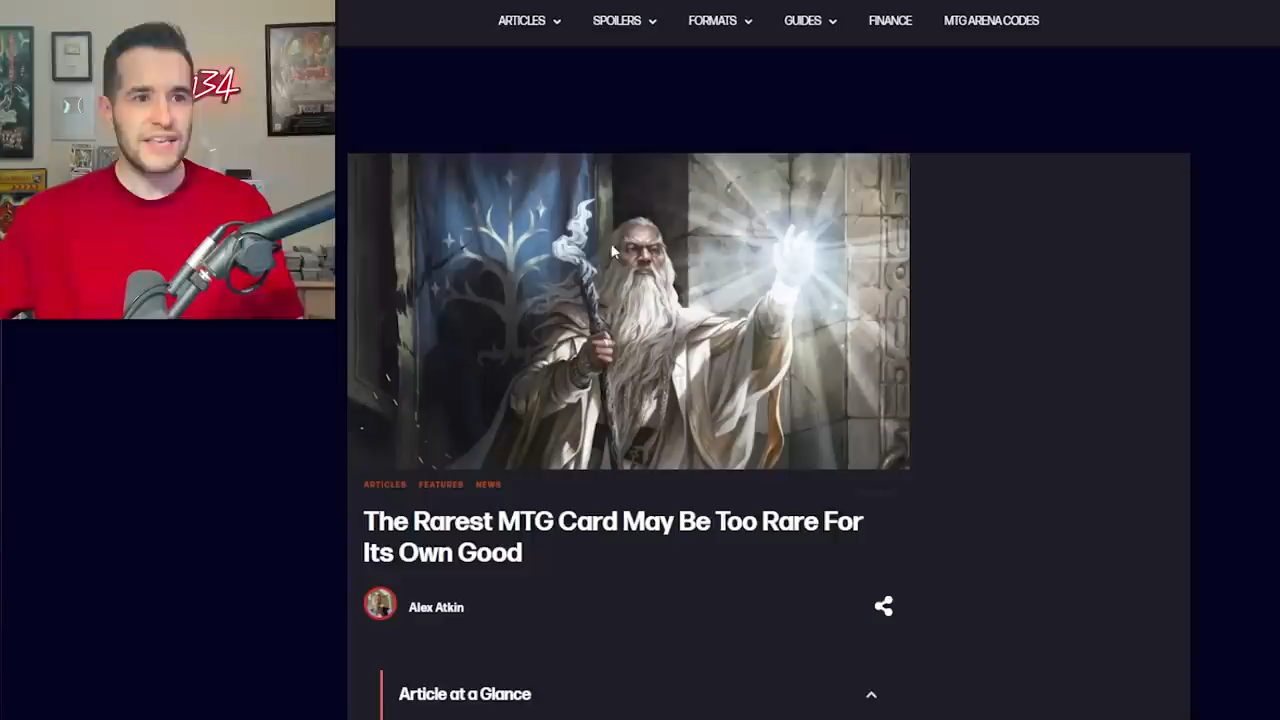 ARTICLES
SPOILERS
FORMATS
GUIDES
FINANCE
MTG ARENA CODES
134
ARTICLES FEATURES NEWS
The Rarest MTG Card May Be Too Rare For
Its Own Good
Alex Atkin
Article at a Glance